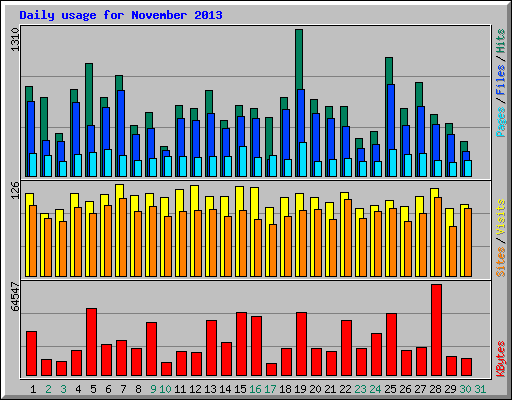 Daily usage for November 2013
1310
Pages / Files / Hits
126
Sites / Visits
64547
KBytes
1 2 3 4 5 6 7 8 9 10 11 12 13 14 15 16 17 18 19 20 21 22 23 24 25 26 27 28 29 30 31